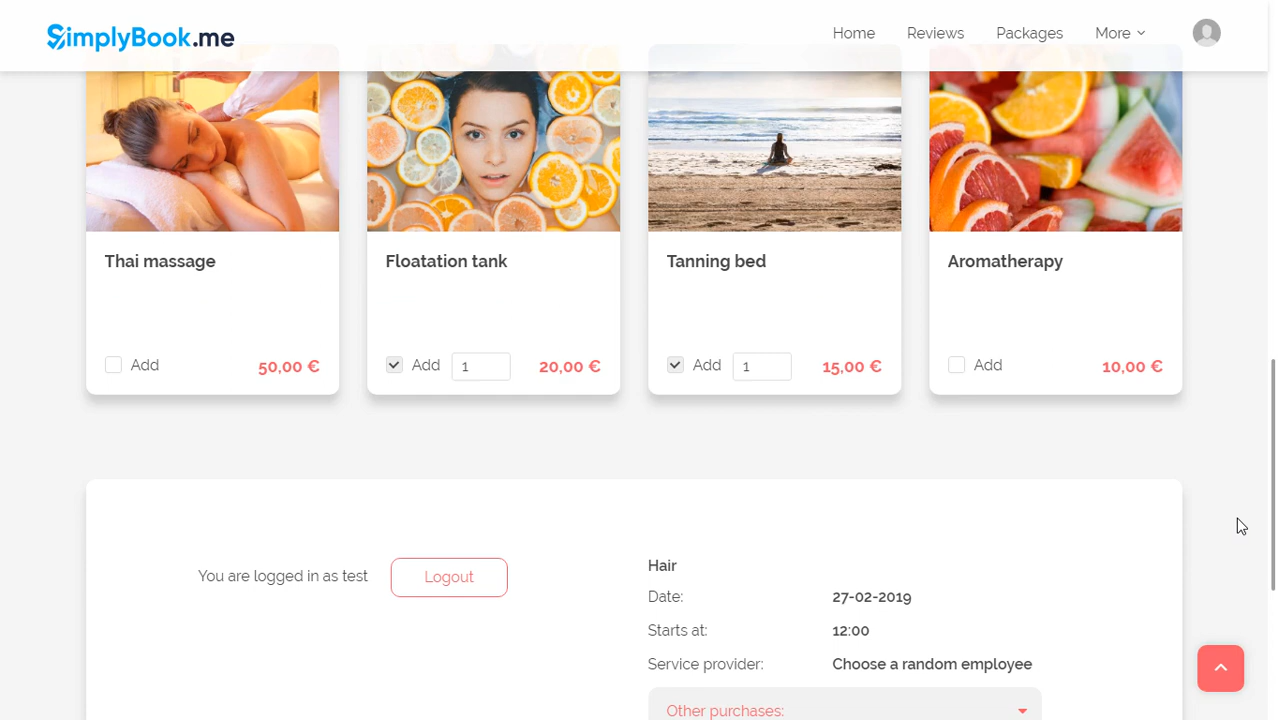 SimplyBook.me
Home Reviews Packages More
Thai massage Floatation tank Tanning bed Aromatherapy
Add 50,00 € Add 1 20,00 € Add 1 15,00 € Add 10,00 €
Hair
You are logged in as test Logout
Date: 27-02-2019
Starts at: 12:00
Service provider: Choose a random employee
Other purchases: